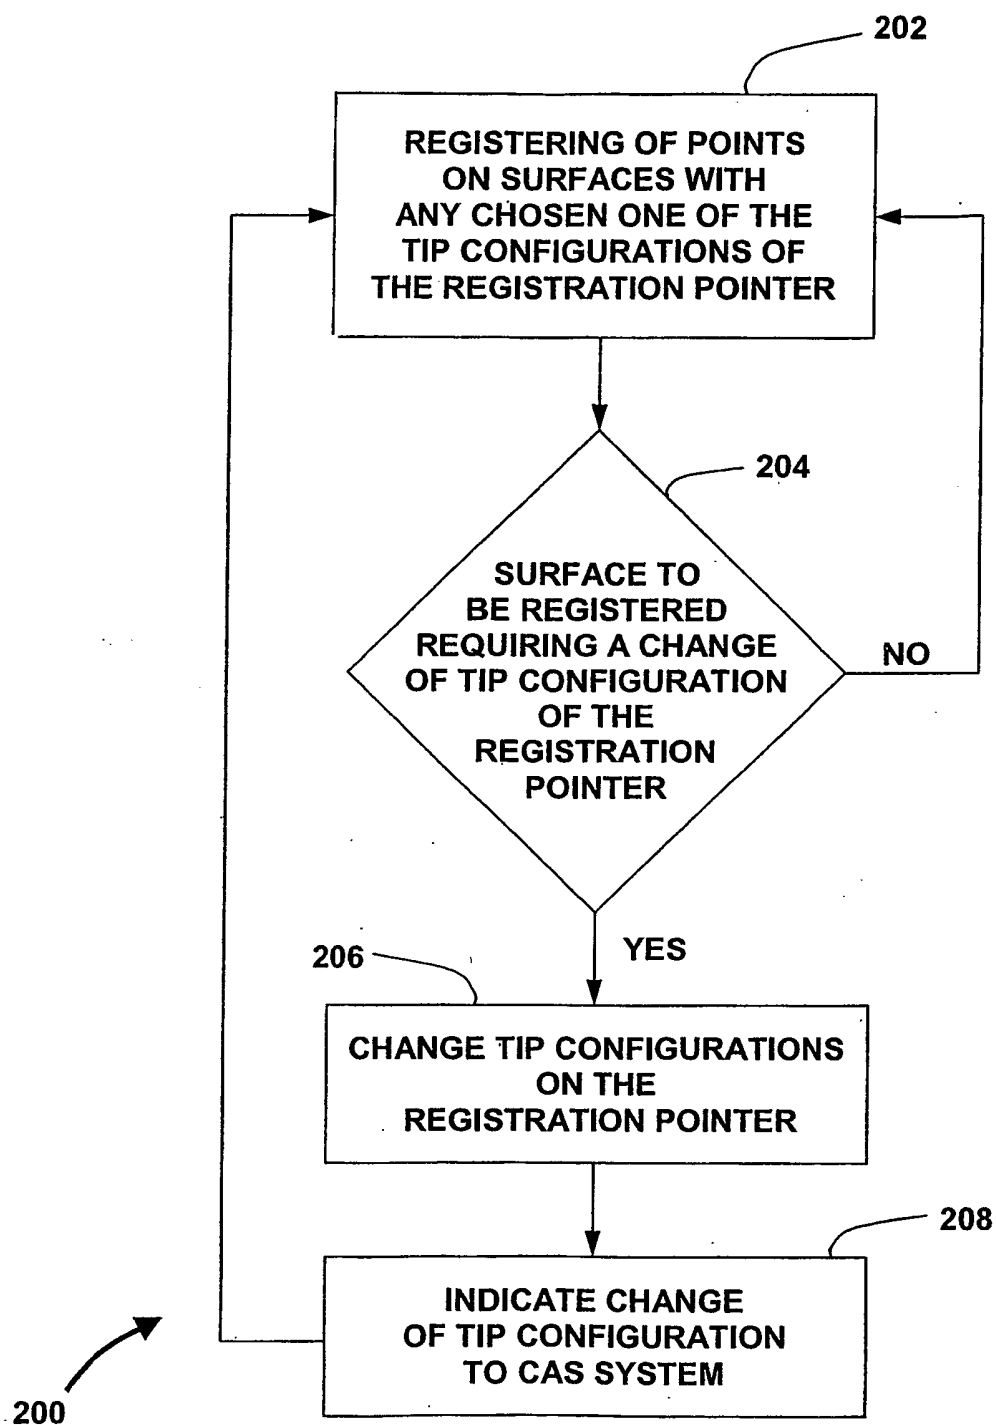 202
REGISTERING OF POINTS
ON SURFACES WITH
ANY CHOSEN ONE OF THE
TIP CONFIGURATIONS OF
THE REGISTRATION POINTER
204
SURFACE TO
BE REGISTERED
REQUIRING A CHANGE
OF TIP CONFIGURATION
OF THE
REGISTRATION
POINTER
NO
YES
206
CHANGE TIP CONFIGURATIONS
ON THE
REGISTRATION POINTER
208
INDICATE CHANGE
OF TIP CONFIGURATION
TO CAS SYSTEM
200